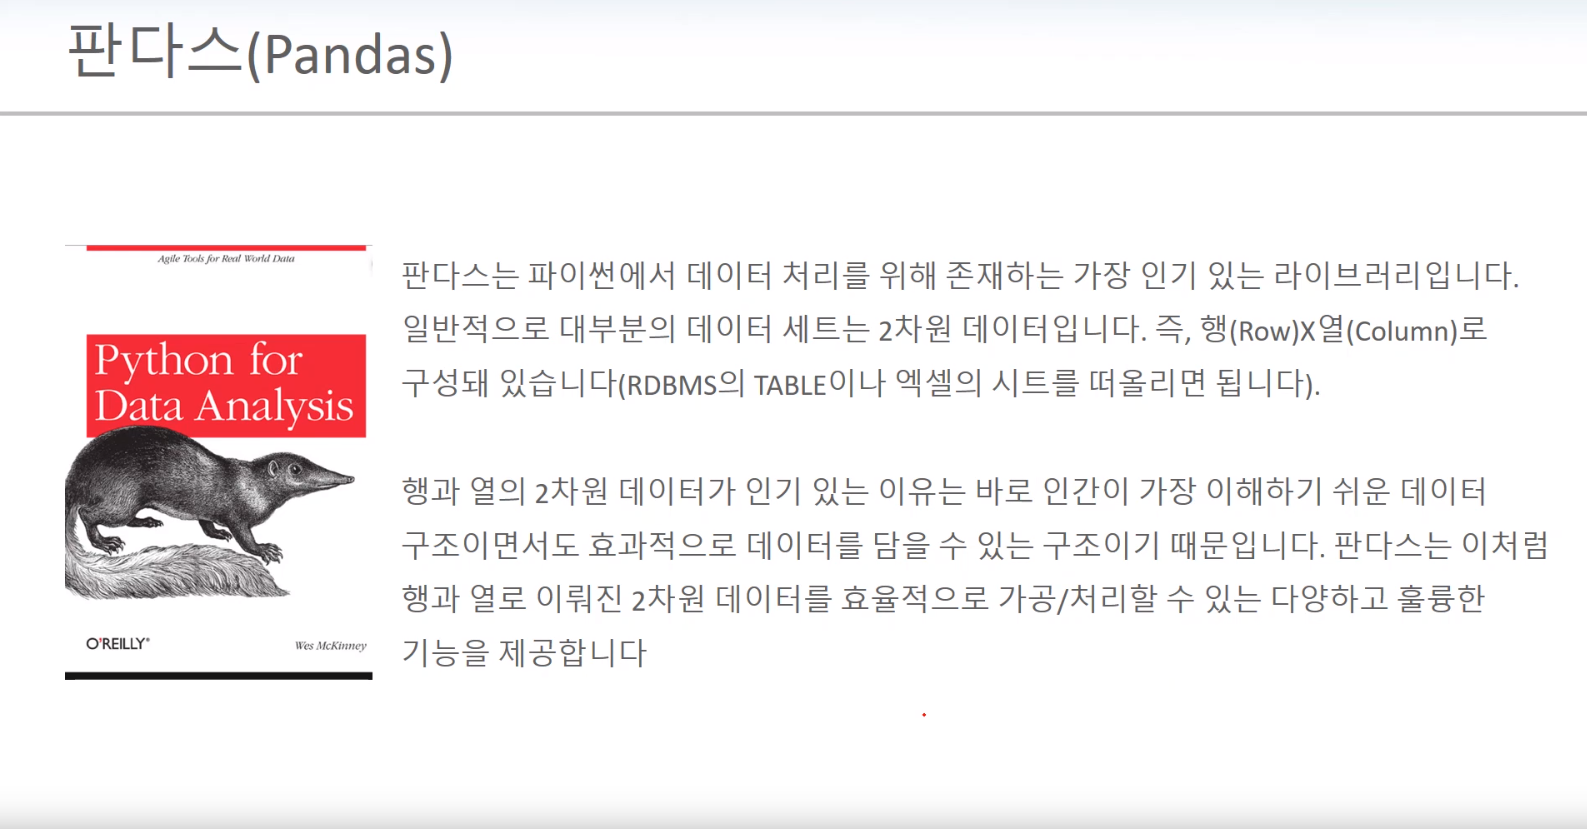 판다스(Pandas)
Agile Tools for Real World Data
Python for
Data Analysis
O'REILLY®
Wes McKinney
판다스는 파이썬에서 데이터 처리를 위해 존재하는 가장 인기 있는 라이브러리입니다.
일반적으로 대부분의 데이터 세트는 2차원 데이터입니다. 즉, 행(Row)X열(Column)로
구성돼 있습니다(RDBMS의 TABLE이나 엑셀의 시트를 떠올리면 됩니다).
행과 열의 2차원 데이터가 인기 있는 이유는 바로 인간이 가장 이해하기 쉬운 데이터
구조이면서도 효과적으로 데이터를 담을 수 있는 구조이기 때문입니다. 판다스는 이처럼
행과 열로 이뤄진 2차원 데이터를 효율적으로 가공/처리할 수 있는 다양하고 훌륭한
기능을 제공합니다